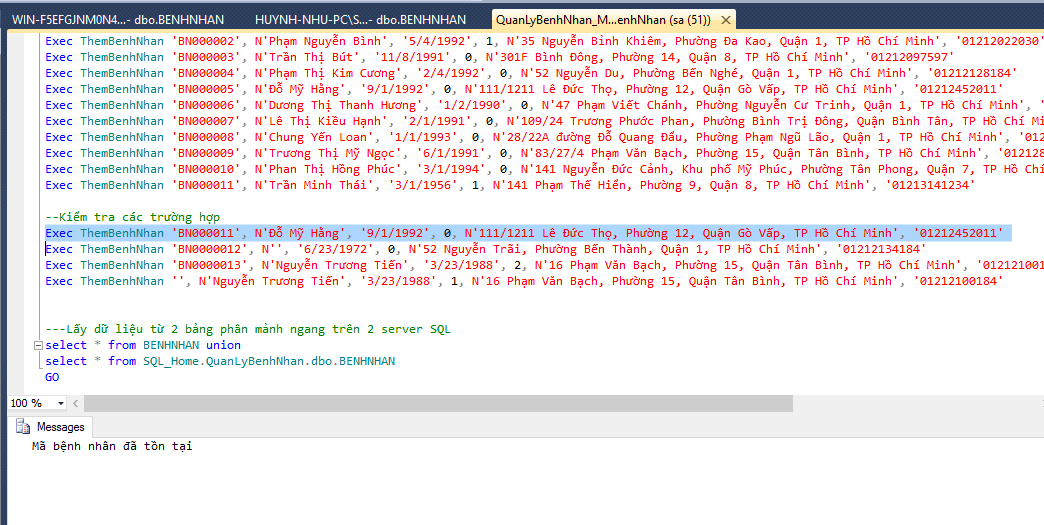 WIN-F5EFGJNM0N4...- dbo.BENHNHAN HUYNH-NHU-PC\S...- dbo.BENHNHAN QuanLyBenhNhan_M...enhNhan (sa (51))
Exec ThemBenhNhan 'BN000002', N'Phạm Nguyễn Bình', '5/4/1992', 1, N'35 Nguyễn Bỉnh Khiêm, Phường Đa Kao, Quận 1, TP Hồ Chí Minh', '01212022030'
Exec ThemBenhNhan 'BN000003', N'Trần Thị Bút', '11/8/1991', 0, N'301F Bình Đông, Phường 14, Quận 8, TP Hồ Chí Minh', '01212097597'
Exec ThemBenhNhan 'BN000004', N'Phạm Thị Kim Cương', '2/4/1992', 0, N'52 Nguyễn Du, Phường Bến Nghé, Quận 1, TP Hồ Chí Minh', '01212128184'
Exec ThemBenhNhan 'BN000005', N'Đỗ Mỹ Hằng', '9/1/1992', 0, N'111/1211 Lê Đức Thọ, Phường 12, Quận Gò Vấp, TP Hồ Chí Minh', '01212452011'
Exec ThemBenhNhan 'BN000006', N'Dương Thị Thanh Hương', '1/2/1990', 0, N'47 Phạm Viết Chánh, Phường Nguyễn Cư Trinh, Quận 1, TP Hồ Chí Minh', '
Exec ThemBenhNhan 'BN000007', N'Lê Thị Kiều Hạnh', '2/1/1991', 0, N'109/24 Trương Phước Phan, Phường Bình Trị Đông, Quận Bình Tân, TP Hồ Chí Minh'
Exec ThemBenhNhan 'BN000008', N'Chung Yến Loan', '1/1/1993', 0, N'28/22A đường Đỗ Quang Đẩu, Phường Phạm Ngũ Lão, Quận 1, TP Hồ Chí Minh', '012
Exec ThemBenhNhan 'BN000009', N'Trương Thị Mỹ Ngọc', '6/1/1991', 0, N'83/27/4 Phạm Văn Bạch, Phường 15, Quận Tân Bình, TP Hồ Chí Minh', '012128
Exec ThemBenhNhan 'BN000010', N'Phan Thị Hồng Phúc', '3/1/1994', 0, N'141 Nguyễn Đức Cảnh, Khu phố Mỹ Phúc, Phường Tân Phong, Quận 7, TP Hồ Chí
Exec ThemBenhNhan 'BN000011', N'Trần Minh Thái', '3/1/1956', 1, N'141 Phạm Thế Hiển, Phường 9, Quận 8, TP Hồ Chí Minh', '01213141234'
--Kiểm tra các trường hợp
Exec ThemBenhNhan 'BN000011', N'Đỗ Mỹ Hằng', '9/1/1992', 0, N'111/1211 Lê Đức Thọ, Phường 12, Quận Gò Vấp, TP Hồ Chí Minh', '01212452011'
Exec ThemBenhNhan 'BN0000012', N'', '6/23/1972', 0, N'52 Nguyễn Trãi, Phường Bến Thành, Quận 1, TP Hồ Chí Minh', '01212134184'
Exec ThemBenhNhan 'BN0000013', N'Nguyễn Trương Tiến', '3/23/1988', 2, N'16 Phạm Văn Bạch, Phường 15, Quận Tân Bình, TP Hồ Chí Minh', '012121001
Exec ThemBenhNhan '', N'Nguyễn Trương Tiến', '3/23/1988', 1, N'16 Phạm Văn Bạch, Phường 15, Quận Tân Bình, TP Hồ Chí Minh', '01212100184'
---Lấy dữ liệu từ 2 bảng phân mảnh ngang trên 2 server SQL
select * from BENHNHAN union
select * from SQL_Home.QuanLyBenhNhan.dbo.BENHNHAN
GO
100 %
Messages
Mã bệnh nhân đã tồn tại